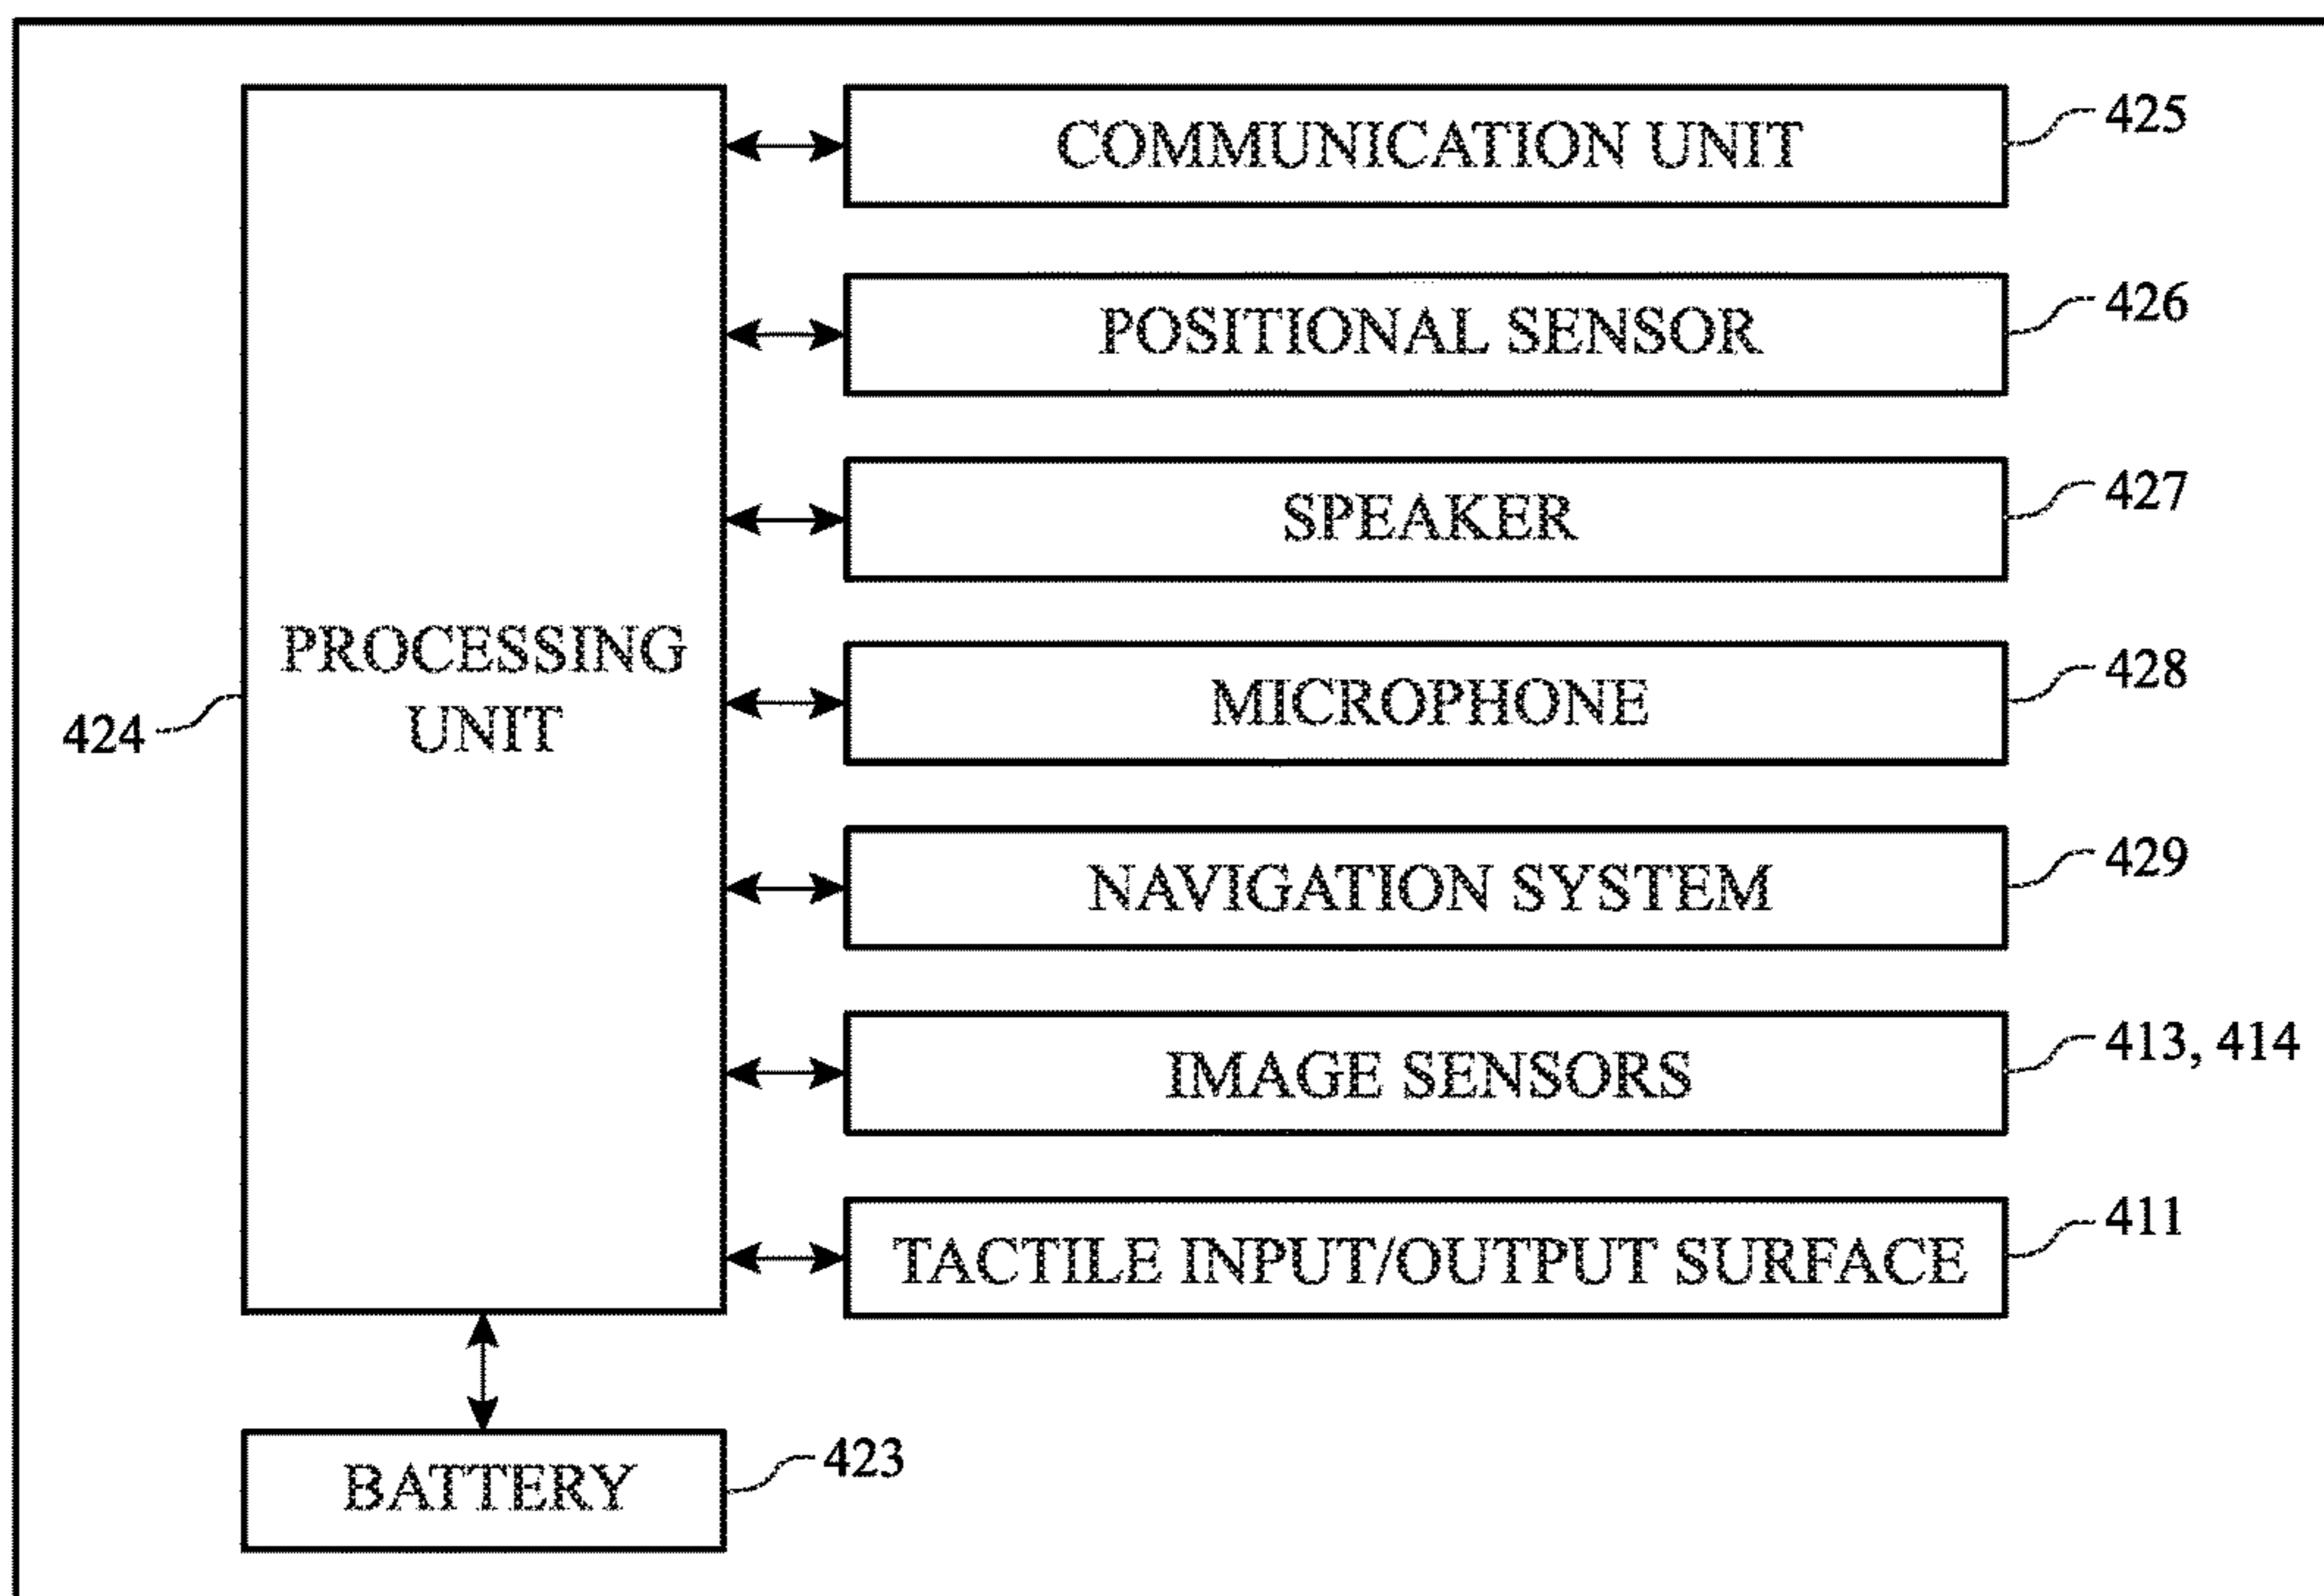 COMMUNICATION UNIT 425
POSITIONAL SENSOR 426
SPEAKER 427
PROCESSING
UNIT
424
MICROPHONE 428
NAVIGATION SYSTEM 429
IMAGE SENSORS 413, 414
TACTILE INPUT/OUTPUT SURFACE 411
BATTERY 423